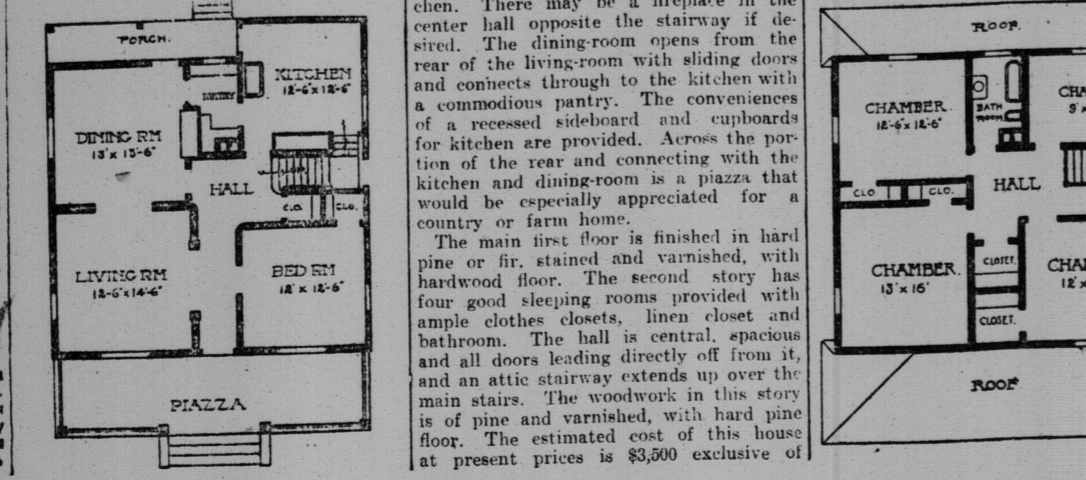 PORCH.
KITCHEN
12'-6"x 12'-6"
PANTRY
DINING RM
13'x 13'-6"
HALL
CLO.
CLO.
LIVING RM
12'-6"x14'-6"
BED RM
12' x 12'-6"
PIAZZA
chen. There may be a fireplace in the
center hall opposite the stairway if de-
sired. The dining-room opens from the
rear of the living-room with sliding doors
and connects through to the kitchen with
a commodious pantry. The conveniences
of a recessed sideboard and cupboards
for kitchen are provided. Across the por-
tion of the rear and connecting with the
kitchen and dining-room is a piazza that
would be especially appreciated for a
country or farm home.
The main first floor is finished in hard
pine or fir, stained and varnished, with
hardwood floor. The second story has
four good sleeping rooms provided with
ample clothes closets, linen closet and
bathroom. The hall is central, spacious
and all doors leading directly off from it,
and an attic stairway extends up over the
main stairs. The woodwork in this story
is of pine and varnished, with hard pine
floor. The estimated cost of this house
at present prices is $3,500 exclusive of
ROOF.
CHAMBER.
12'-6"x 12'-6"
BATH
ROOM
CHA
9'x
CLO.
CLO.
HALL
CHAMBER.
13'x 16'
CLOSET.
CLOSET.
CHA
12'x
ROOF